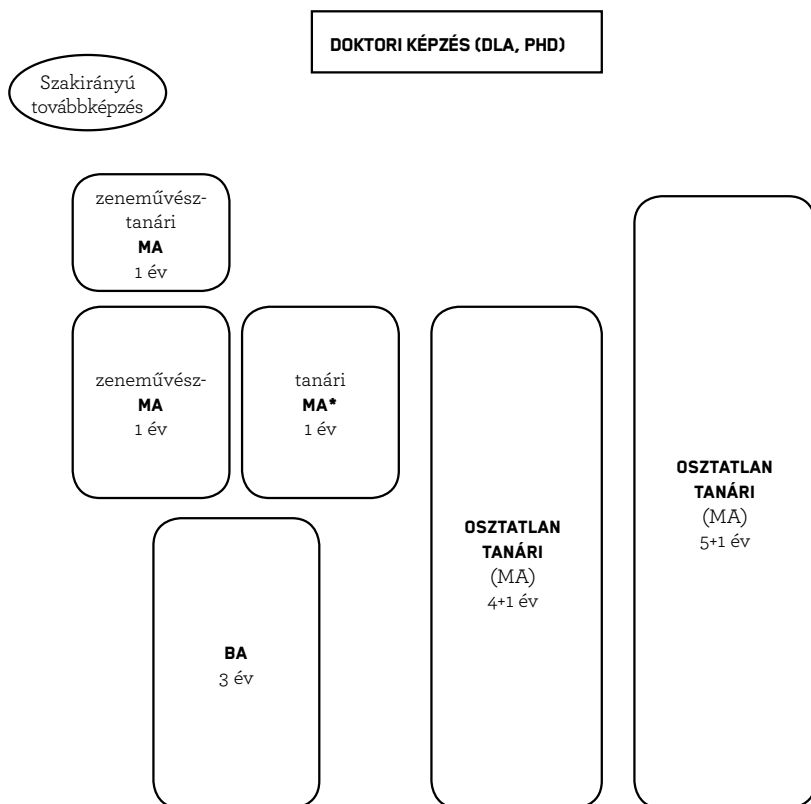 DOKTORI KÉPZÉS (DLA, PHD)
Szakirányú
továbbképzés
zeneművész-
tanári
MA
1 év
zeneművész-
MA
1 év
tanári
MA*
1 év
OSZTATLAN
TANÁRI
(MA)
5+1 év
OSZTATLAN
TANÁRI
(MA)
4+1 év
BA
3 év